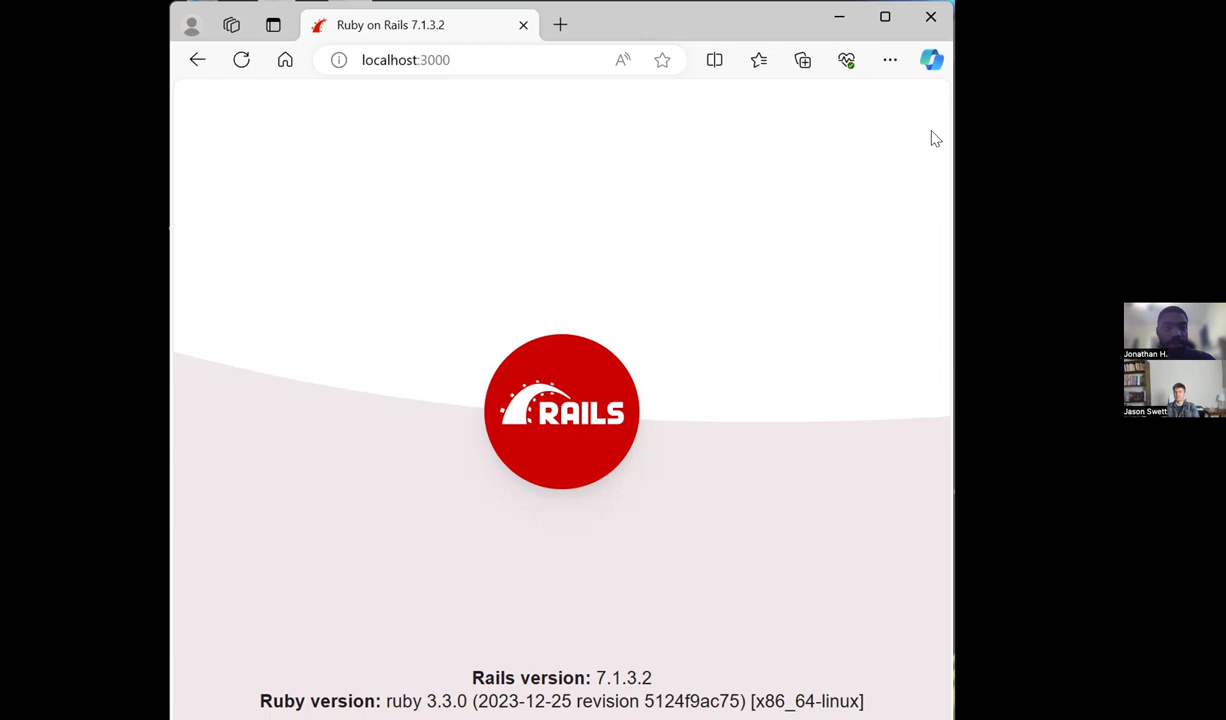 Ruby on Rails 7.1.3.2
localhost:3000
RAILS
Jonathan H.
Jason Swett
Rails version: 7.1.3.2
Ruby version: ruby 3.3.0 (2023-12-25 revision 5124f9ac75) [x86_64-linux]